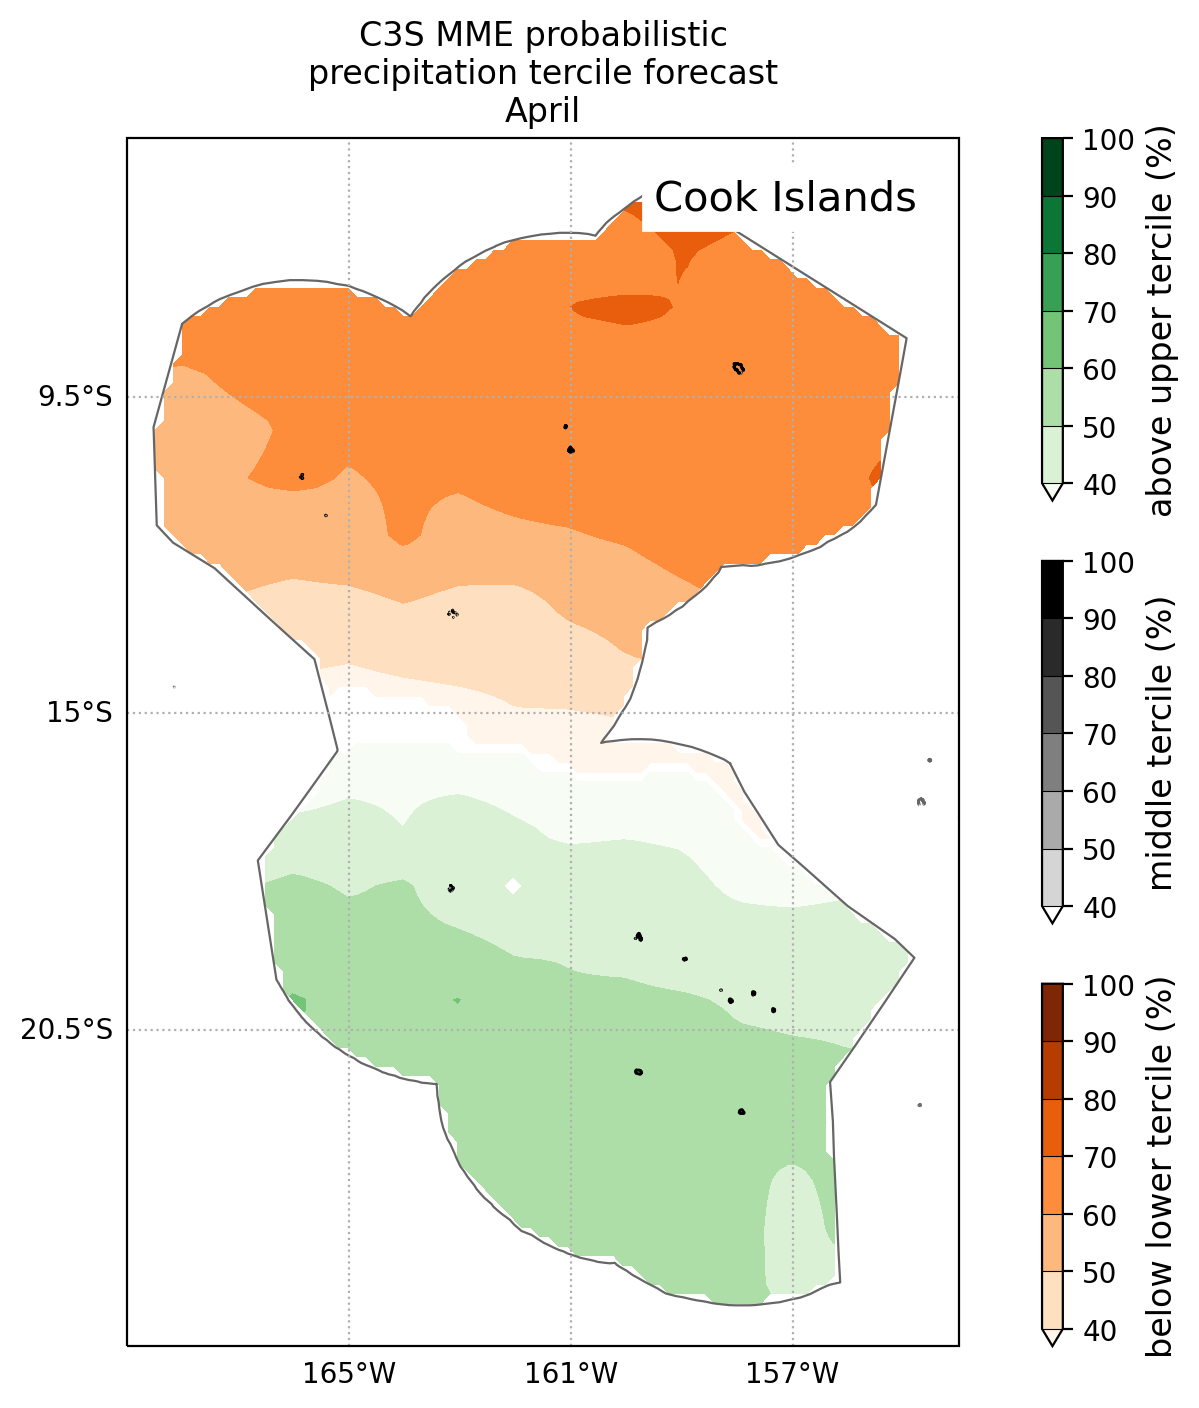 C3S MME probabilistic
precipitation tercile forecast
April
Cook Islands
9.5°S
15°S
20.5°S
165°W
161°W
157°W
100
90
80
70
60
50
40
above upper tercile (%)
100
90
80
70
60
50
40
middle tercile (%)
100
90
80
70
60
50
40
below lower tercile (%)